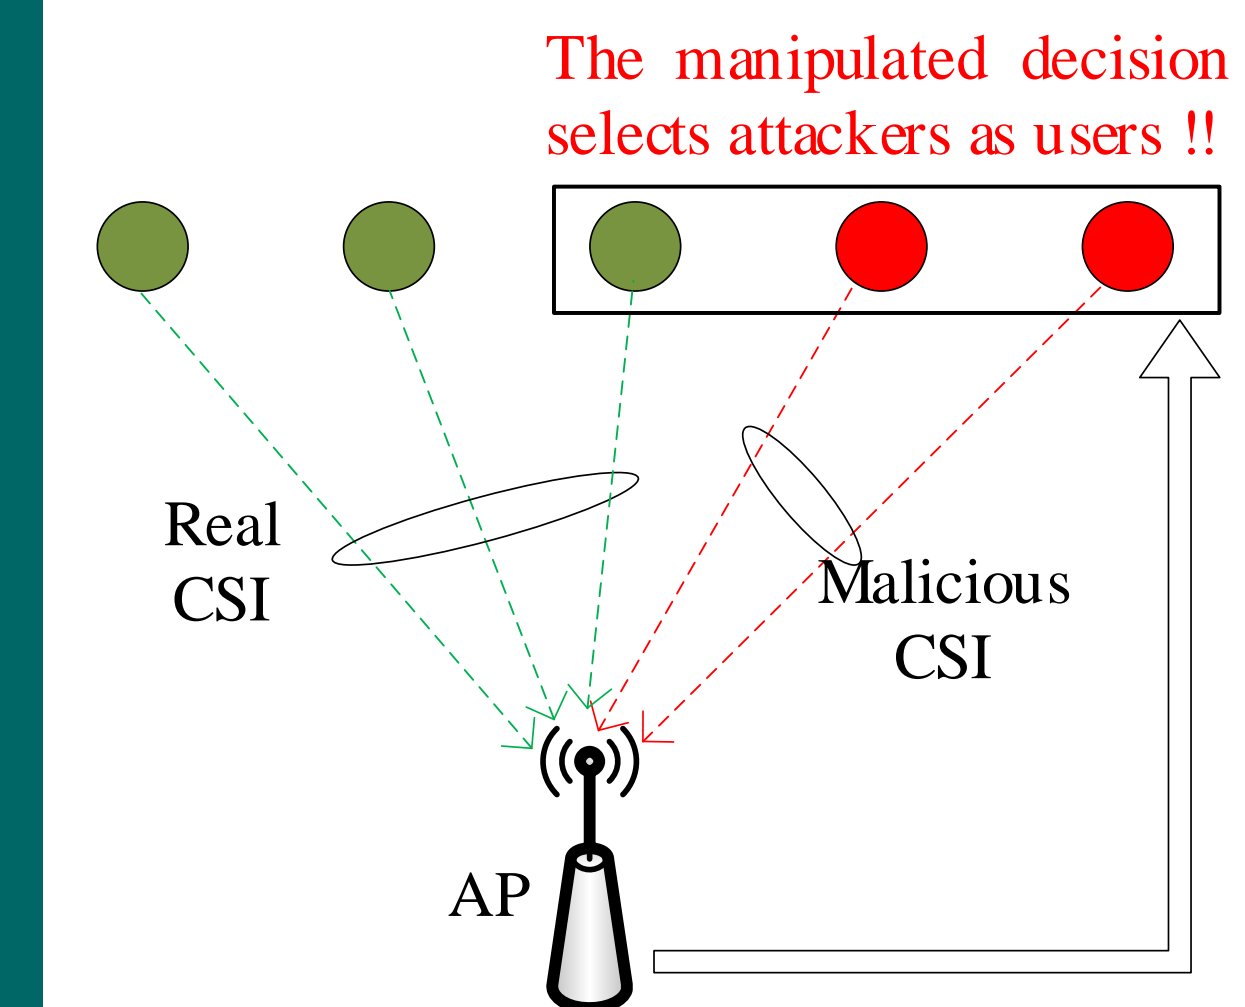 The manipulated decision
selects attackers as users !!
Real
CSI
Malicious
CSI
AP